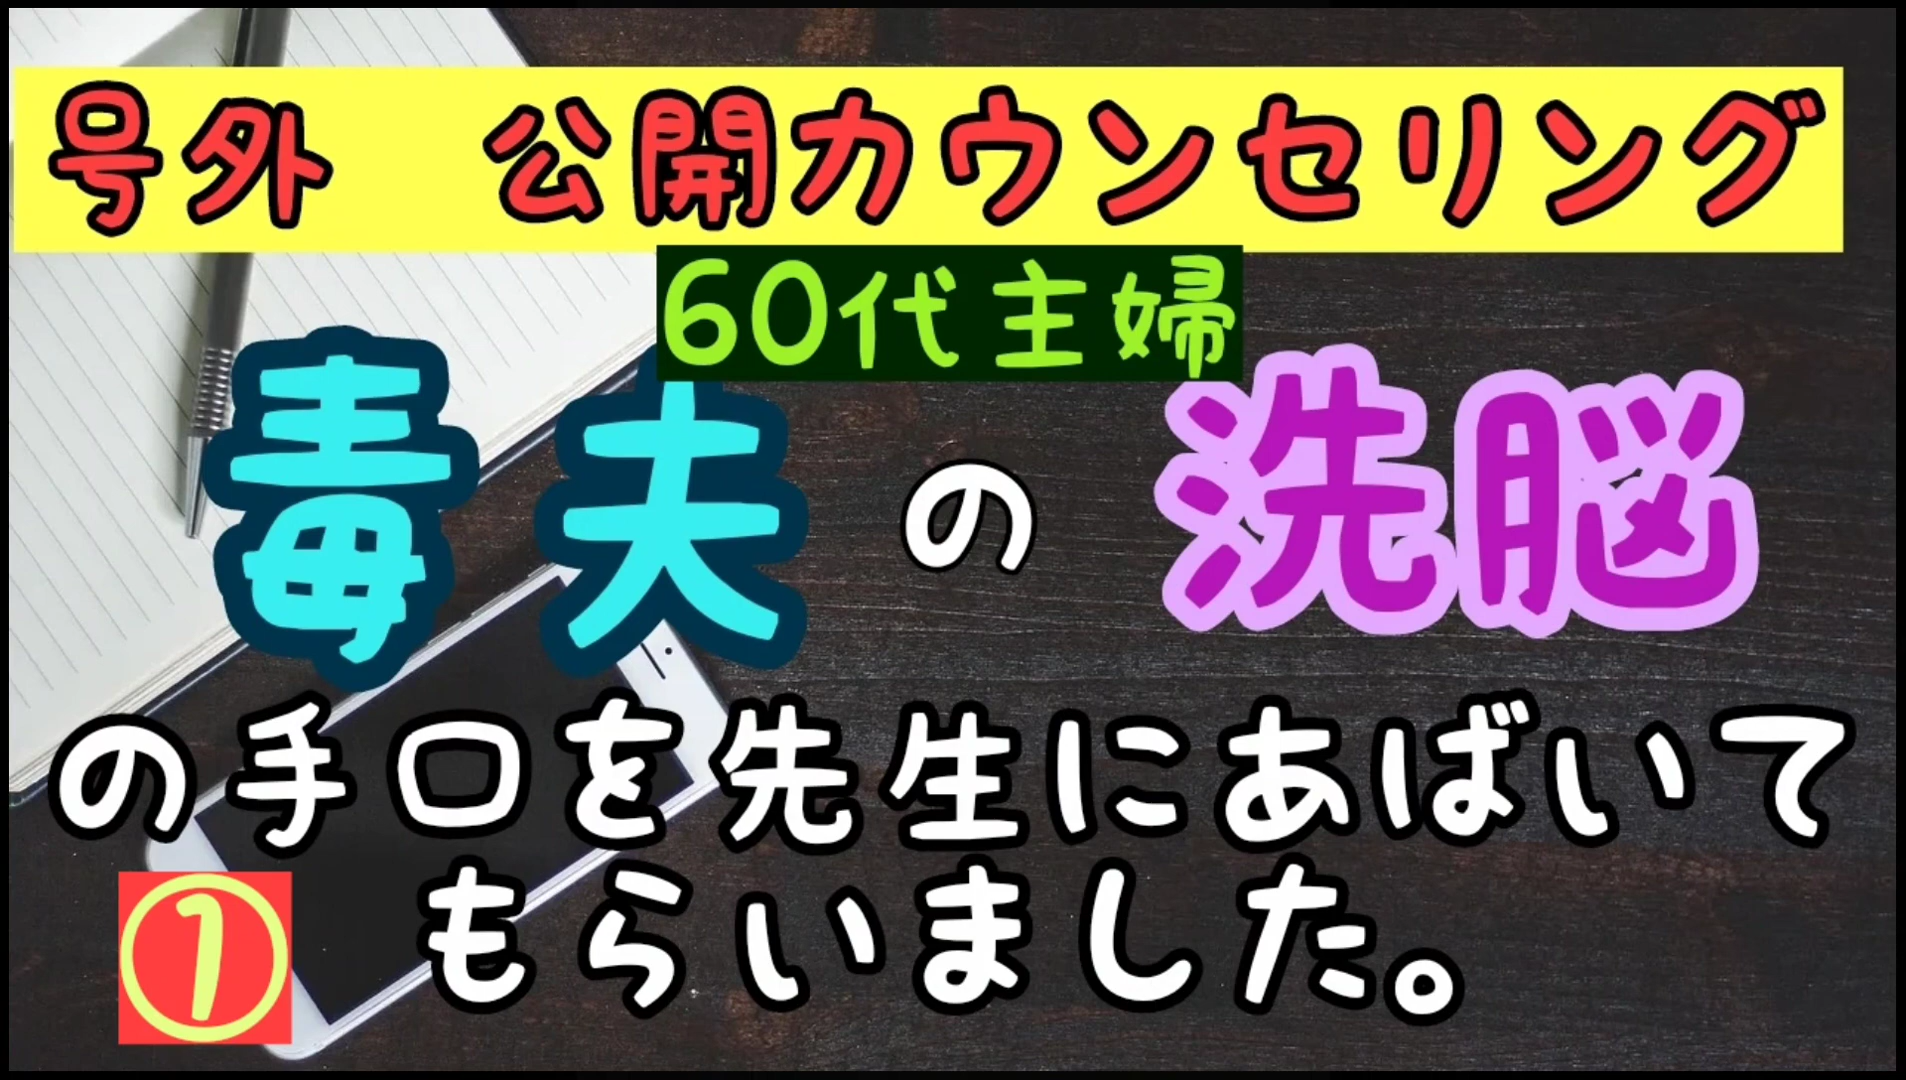 号外　公開カウンセリング
60代主婦
毒夫の洗脳
の手口を先生にあばいて
①　もらいました。